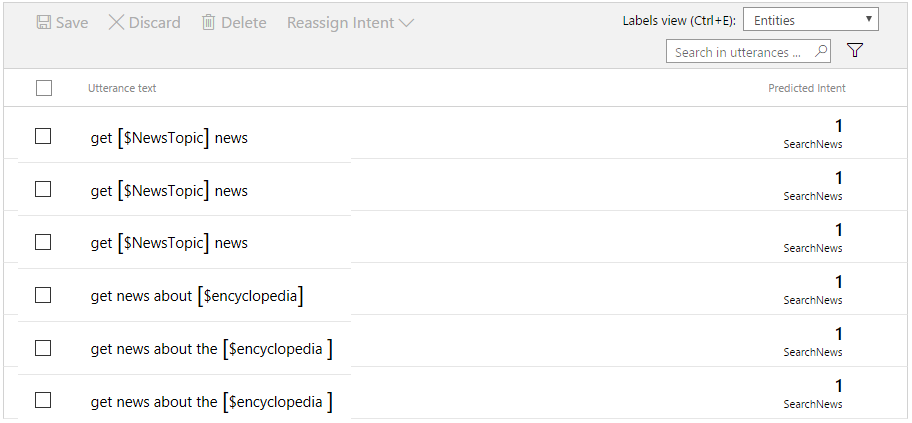 Save Discard Delete Reassign Intent Labels view (Ctrl+E): Entities
Search in utterances ...
Utterance text Predicted Intent
get [$NewsTopic] news 1
SearchNews
get [$NewsTopic] news 1
SearchNews
get [$NewsTopic] news 1
SearchNews
get news about [$encyclopedia] 1
SearchNews
get news about the [$encyclopedia ] 1
SearchNews
get news about the [$encyclopedia ] 1
SearchNews